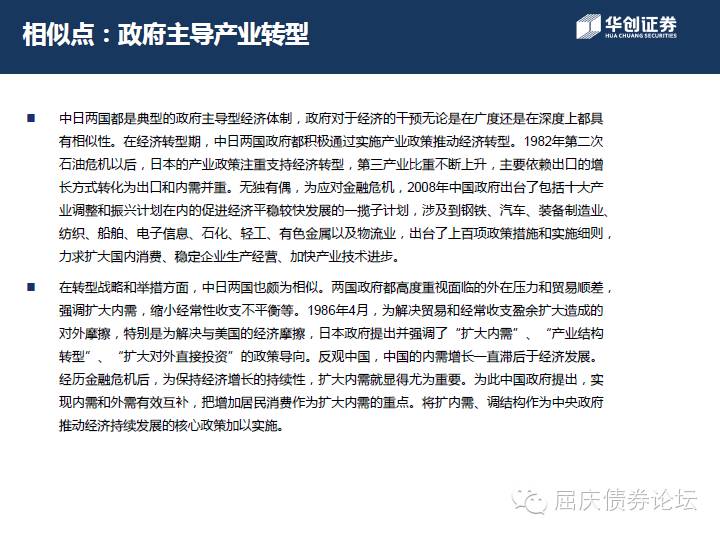 相似点：政府主导产业转型
华创证券
HUA CHUANG SECURITIES
中日两国都是典型的政府主导型经济体制，政府对于经济的干预无论是在广度还是在深度上都具
有相似性。在经济转型期，中日两国政府都积极通过实施产业政策推动经济转型。1982年第二次
石油危机以后，日本的产业政策注重支持经济转型，第三产业比重不断上升，主要依赖出口的增
长方式转化为出口和内需并重。无独有偶，为应对金融危机，2008年中国政府出台了包括十大产
业调整和振兴计划在内的促进经济平稳较快发展的一揽子计划，涉及到钢铁、汽车、装备制造业、
纺织、船舶、电子信息、石化、轻工、有色金属以及物流业，出台了上百项政策措施和实施细则，
力求扩大国内消费、稳定企业生产经营、加快产业技术进步。
在转型战略和举措方面，中日两国也颇为相似。两国政府都高度重视面临的外在压力和贸易顺差，
强调扩大内需，缩小经常性收支不平衡等。1986年4月，为解决贸易和经常收支盈余扩大造成的
对外摩擦，特别是为解决与美国的经济摩擦，日本政府提出并强调了“扩大内需”、“产业结构
转型”、“扩大对外直接投资”的政策导向。反观中国，中国的内需增长一直滞后于经济发展。
经历金融危机后，为保持经济增长的持续性，扩大内需就显得尤为重要。为此中国政府提出，实
现内需和外需有效互补，把增加居民消费作为扩大内需的重点。将扩内需、调结构作为中央政府
推动经济持续发展的核心政策加以实施。
屈庆债券论坛